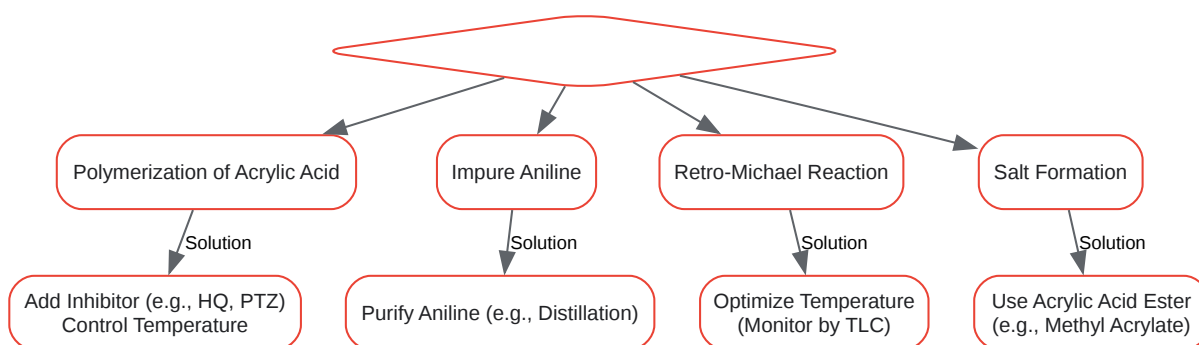 Polymerization of Acrylic Acid
Impure Aniline
Retro-Michael Reaction
Salt Formation
Solution
Solution
Solution
Solution
Add Inhibitor (e.g., HQ, PTZ)
Control Temperature
Purify Aniline (e.g., Distillation)
Optimize Temperature
(Monitor by TLC)
Use Acrylic Acid Ester
(e.g., Methyl Acrylate)